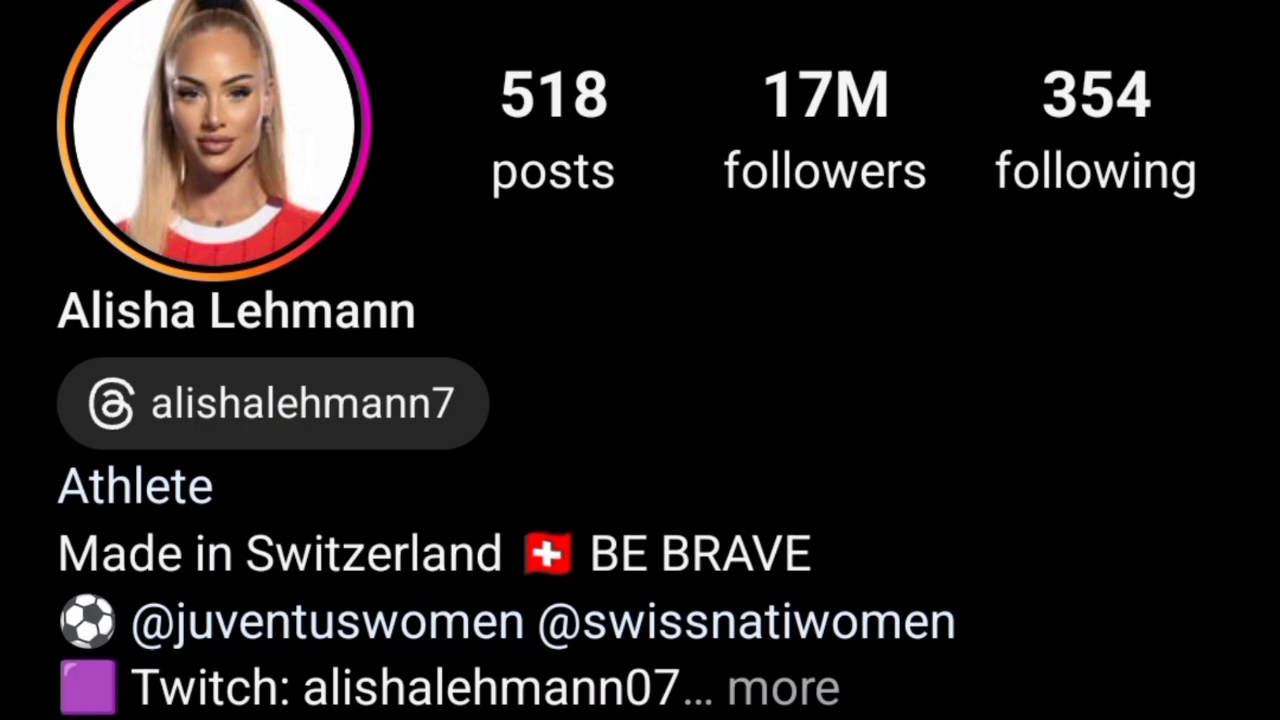 518 17M 354
posts followers following
Alisha Lehmann
alishalehmann7
Athlete
Made in Switzerland 🇨🇭 BE BRAVE
⚽ @juventuswomen @swissnatiwomen
🟪 Twitch: alishalehmann07... more